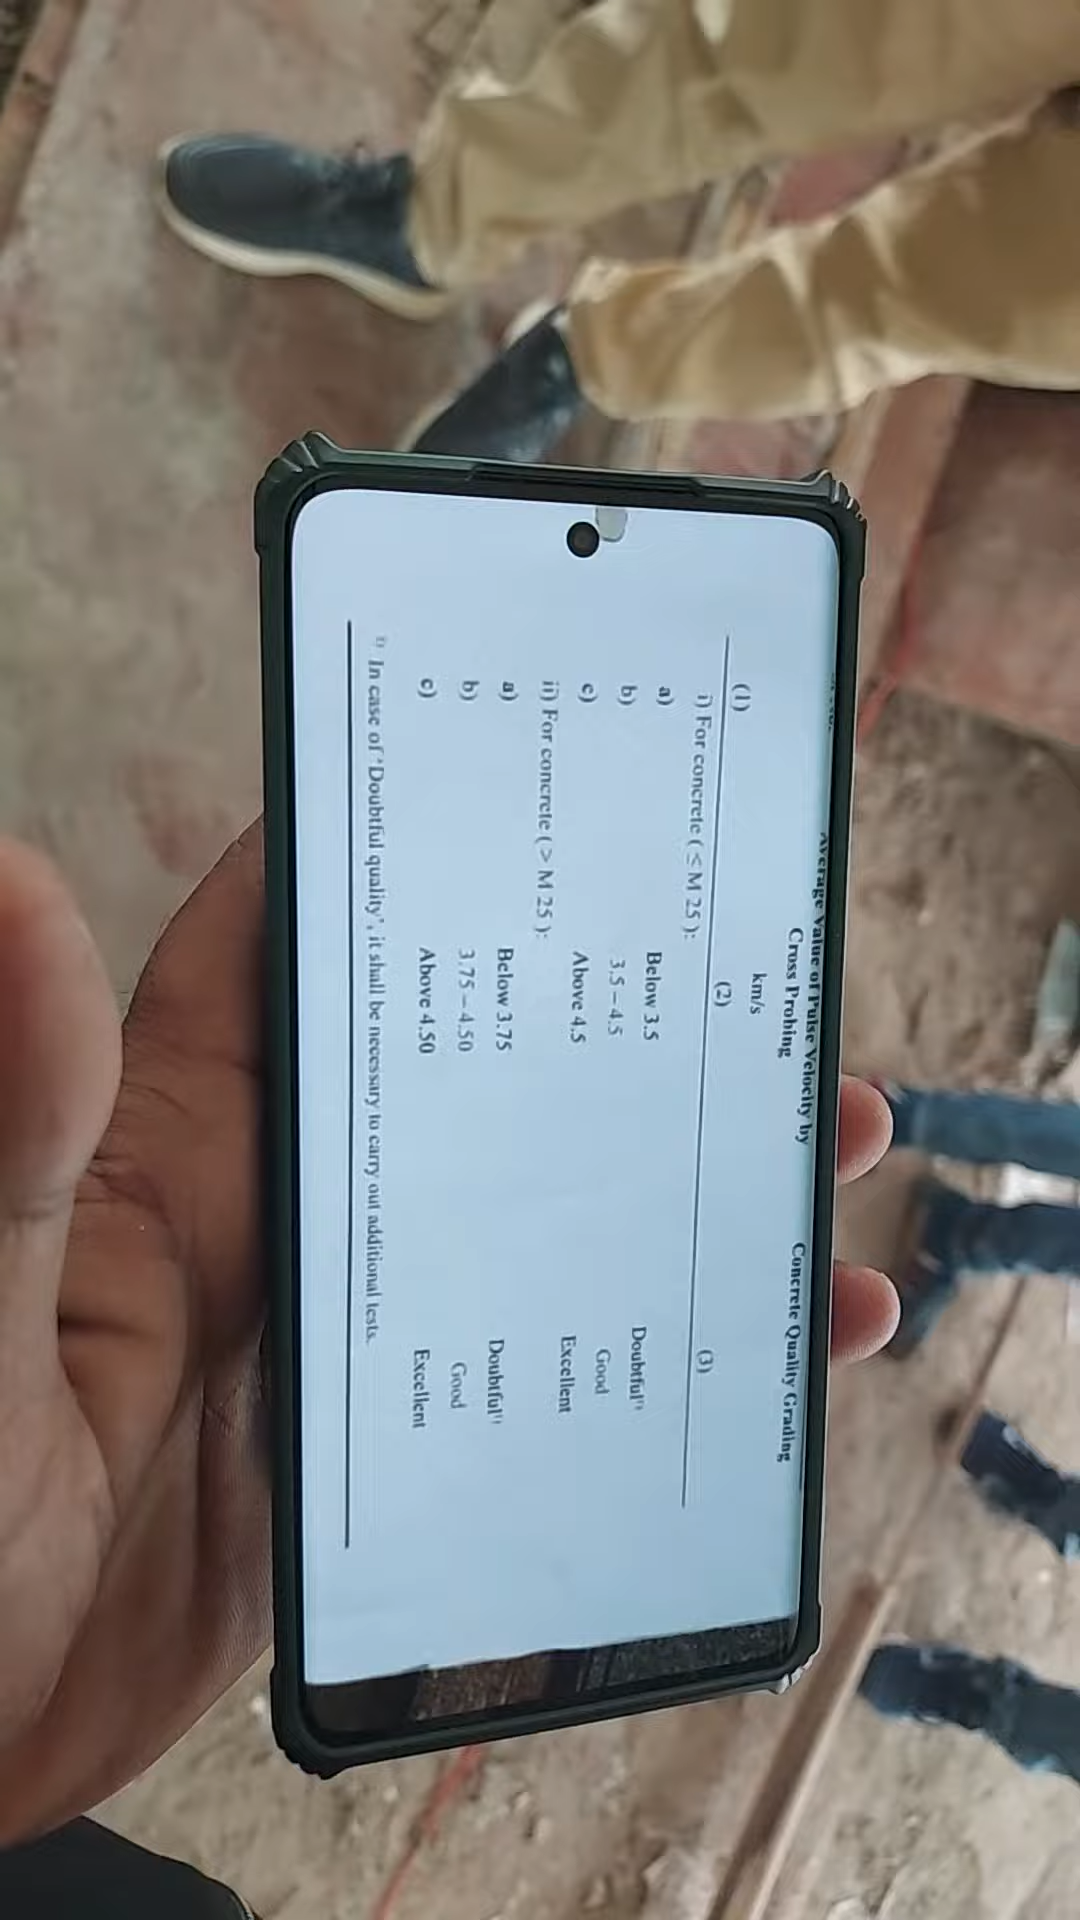 Average Value of Pulse Velocity by Concrete Quality Grading
Cross Probing
km/s
(1) (2) (3)
i) For concrete ( ≤ M 25 ):
a) Below 3.5 Doubtful¹⁾
b) 3.5 – 4.5 Good
c) Above 4.5 Excellent
ii) For concrete ( > M 25 ):
a) Below 3.75 Doubtful¹⁾
b) 3.75 – 4.50 Good
c) Above 4.50 Excellent
¹⁾ In case of ‘Doubtful quality’, it shall be necessary to carry out additional tests.